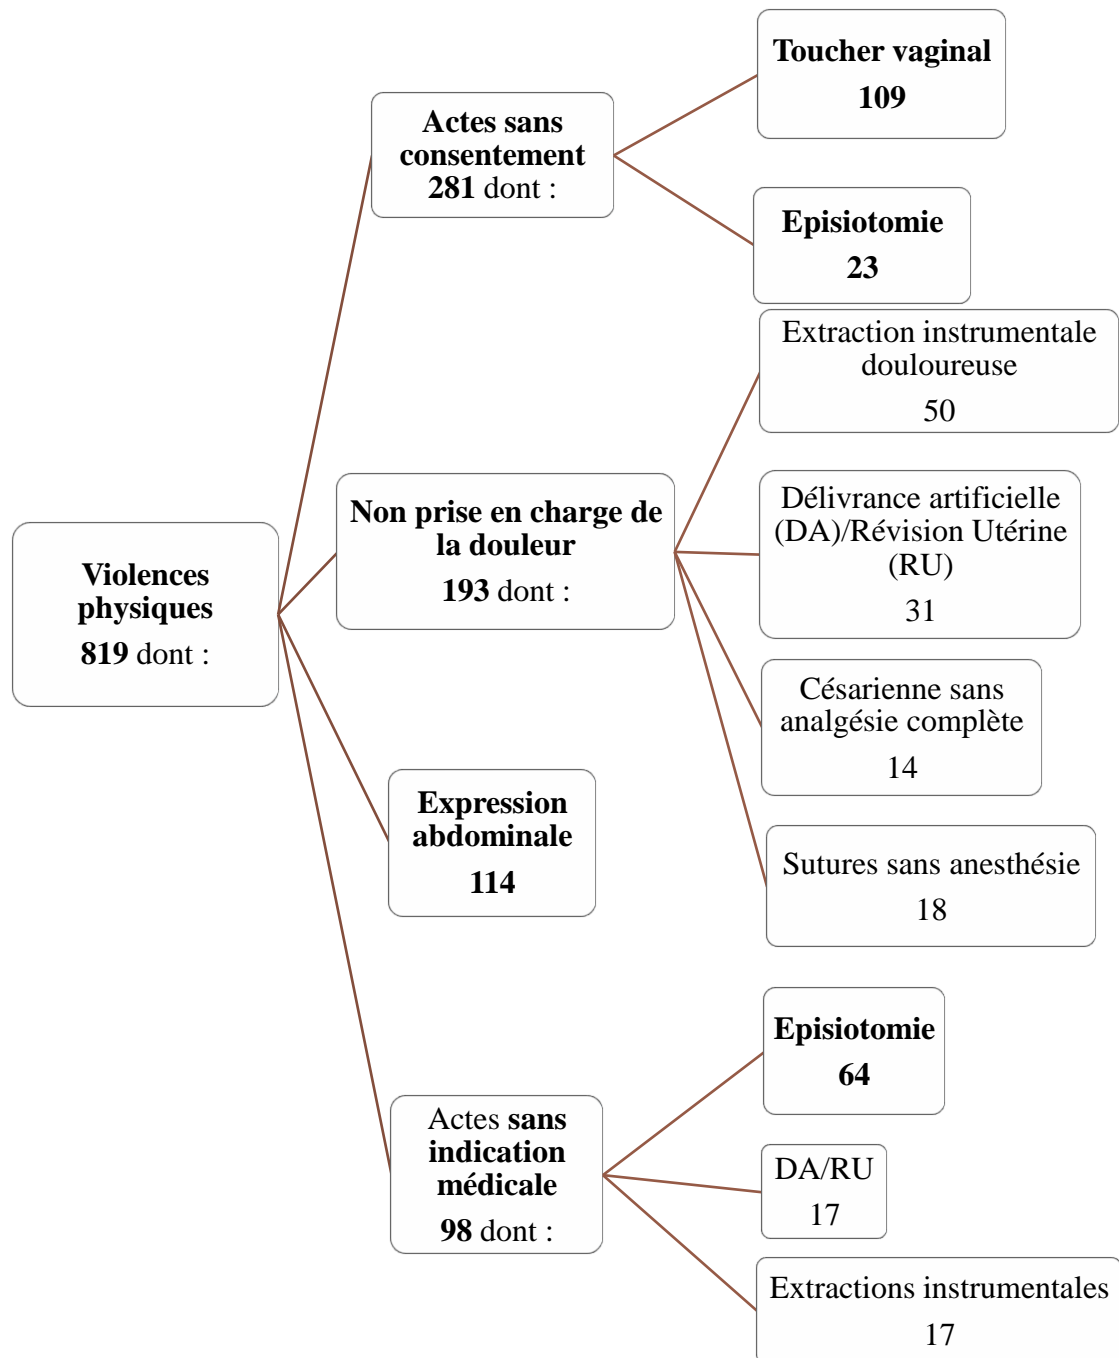 Violences
physiques
819 dont :
Actes sans
consentement
281 dont :
Toucher vaginal
109
Episiotomie
23
Non prise en charge de
la douleur
193 dont :
Extraction instrumentale
douloureuse
50
Délivrance artificielle
(DA)/Révision Utérine
(RU)
31
Césarienne sans
analgésie complète
14
Sutures sans anesthésie
18
Expression
abdominale
114
Actes sans
indication
médicale
98 dont :
Episiotomie
64
DA/RU
17
Extractions instrumentales
17